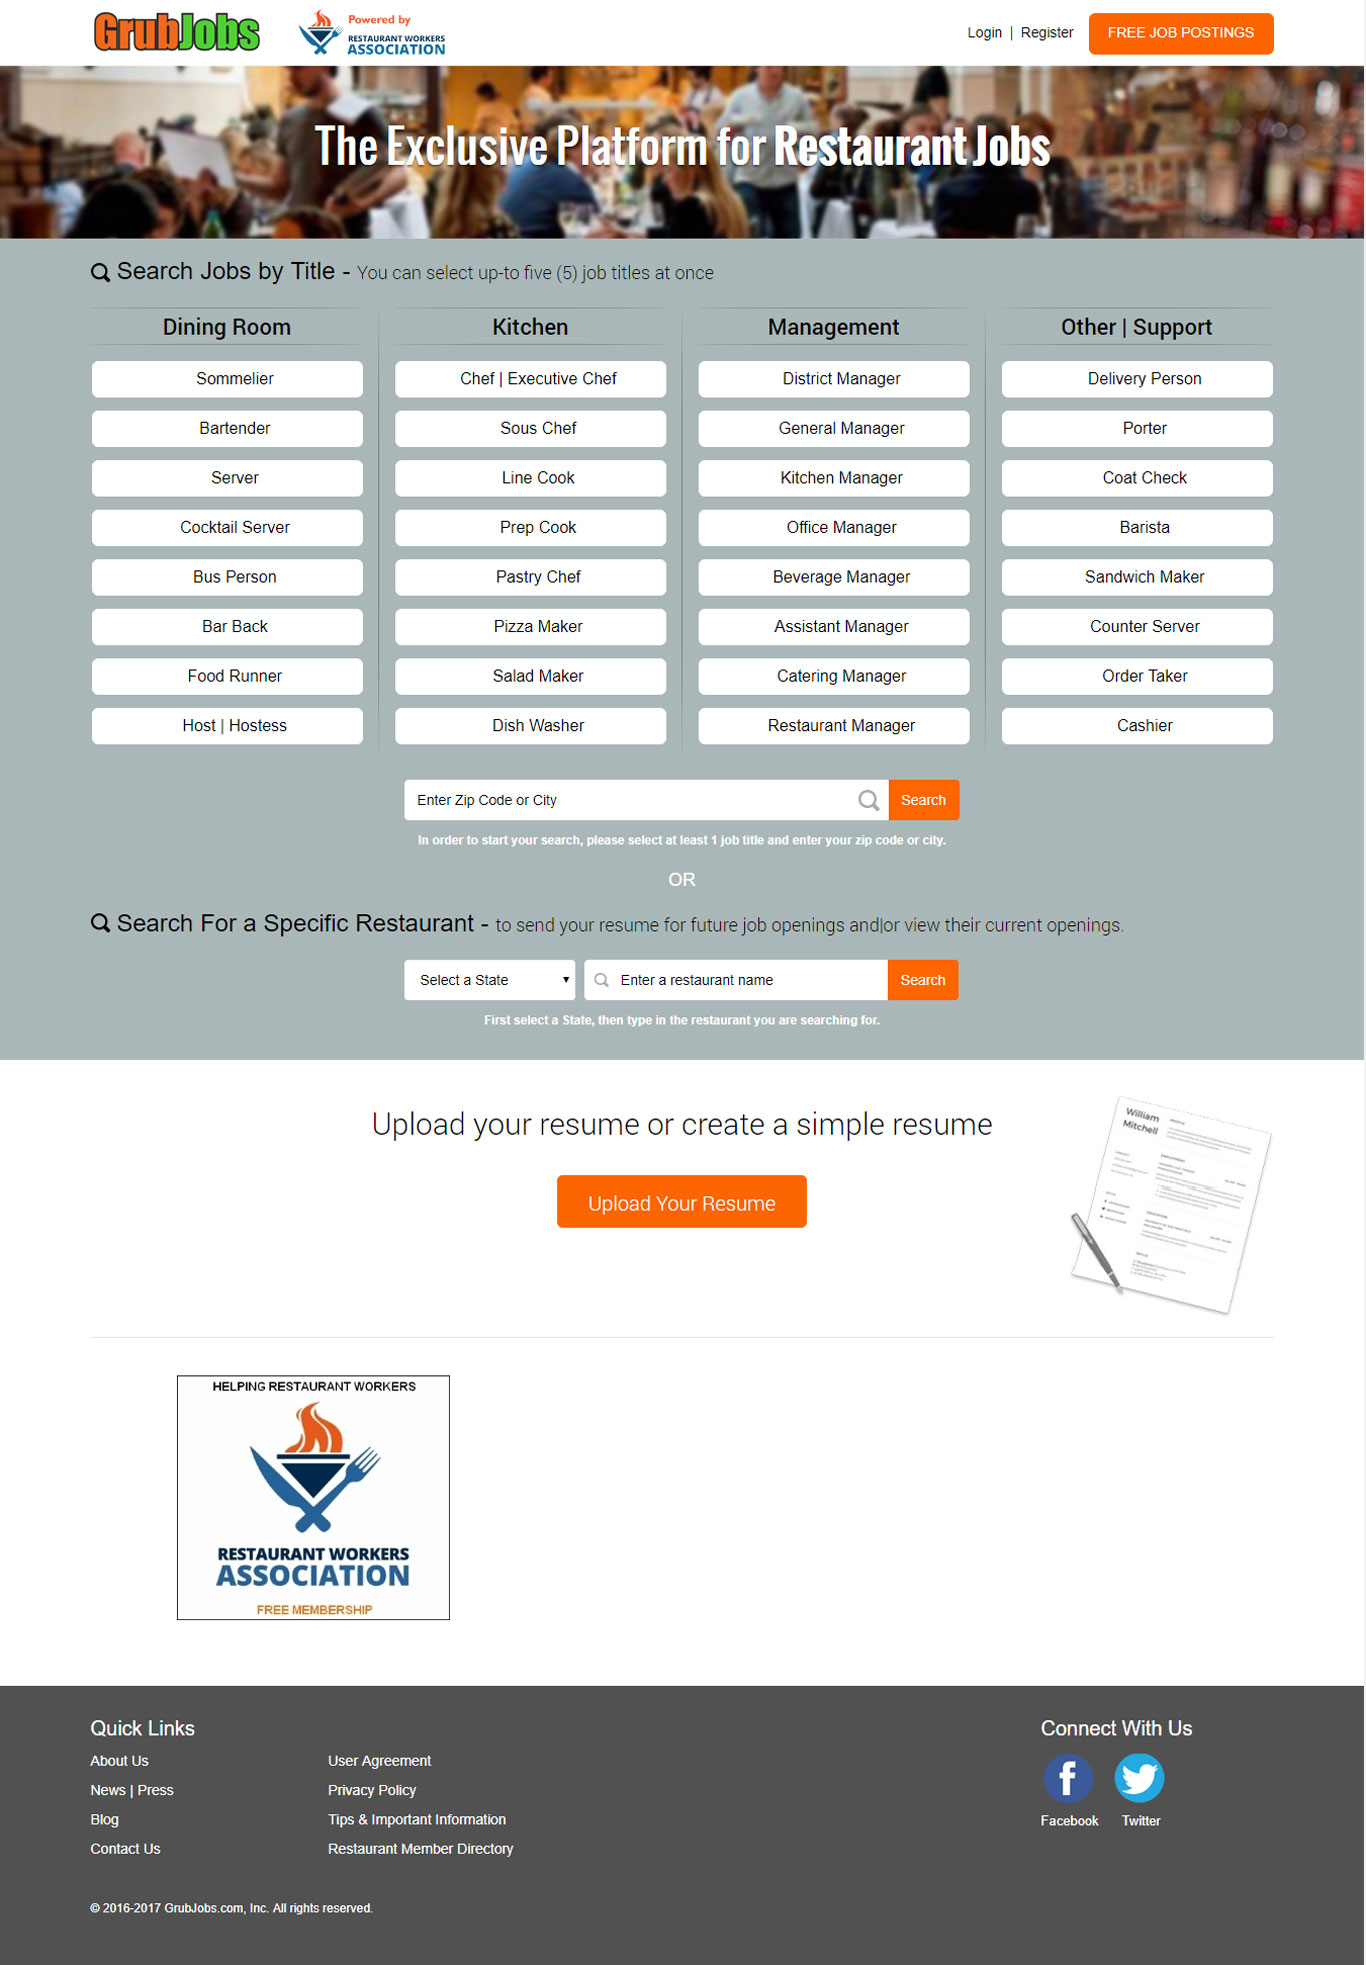 GrubJobs
Powered by
RESTAURANT WORKERS
ASSOCIATION
Login | Register
FREE JOB POSTINGS
The Exclusive Platform for Restaurant Jobs
Search Jobs by Title - You can select up-to five (5) job titles at once
Dining Room
Sommelier
Bartender
Server
Cocktail Server
Bus Person
Bar Back
Food Runner
Host | Hostess
Kitchen
Chef | Executive Chef
Sous Chef
Line Cook
Prep Cook
Pastry Chef
Pizza Maker
Salad Maker
Dish Washer
Management
District Manager
General Manager
Kitchen Manager
Office Manager
Beverage Manager
Assistant Manager
Catering Manager
Restaurant Manager
Other | Support
Delivery Person
Porter
Coat Check
Barista
Sandwich Maker
Counter Server
Order Taker
Cashier
Enter Zip Code or City
Search
In order to start your search, please select at least 1 job title and enter your zip code or city.
OR
Search For a Specific Restaurant - to send your resume for future job openings and|or view their current openings.
Select a State
Enter a restaurant name
Search
First select a State, then type in the restaurant you are searching for.
Upload your resume or create a simple resume
Upload Your Resume
William
Mitchell
HELPING RESTAURANT WORKERS
RESTAURANT WORKERS
ASSOCIATION
FREE MEMBERSHIP
Quick Links
About Us
News | Press
Blog
Contact Us
User Agreement
Privacy Policy
Tips & Important Information
Restaurant Member Directory
Connect With Us
Facebook
Twitter
© 2016-2017 GrubJobs.com, Inc. All rights reserved.